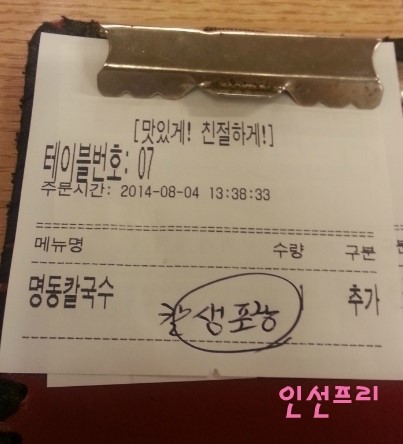 [맛있게! 친절하게!]
테이블번호: 07
주문시간: 2014-08-04 13:38:33
메뉴명 수량 구분
명동칼국수 1 추가
칼 생포농
인선프리